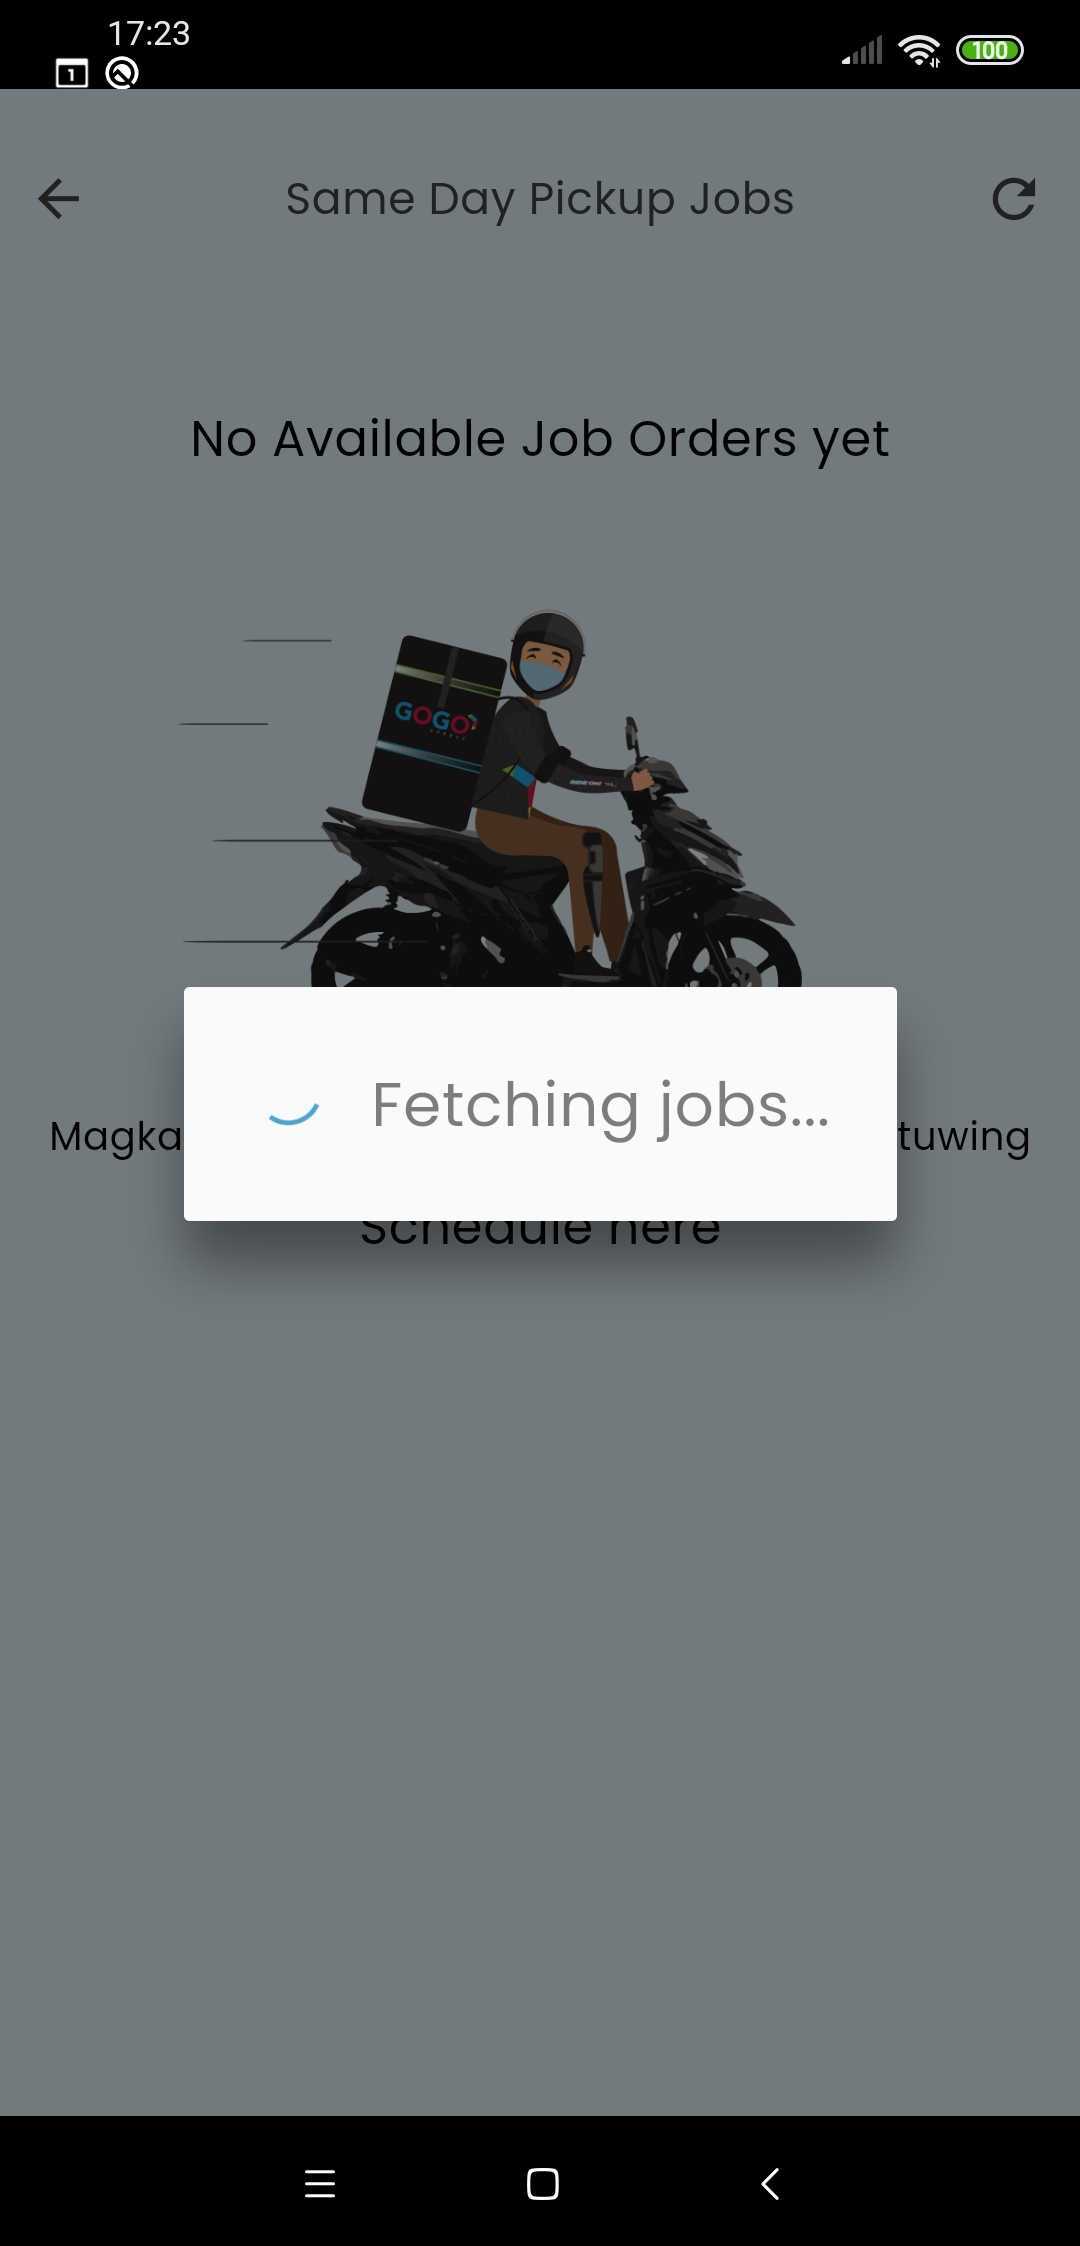 17:23
1
100
Same Day Pickup Jobs
No Available Job Orders yet
GOGO
Fetching jobs...
Magka
tuwing
Schedule here